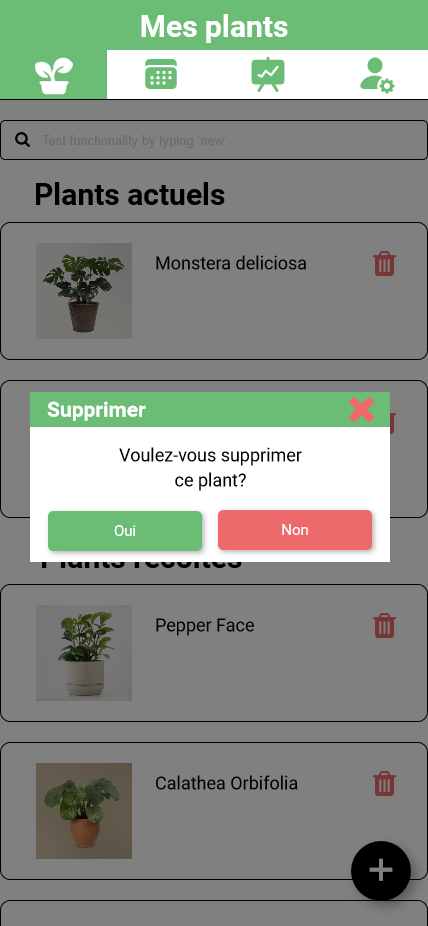 Mes plants
Test functionality by typing 'new'
Plants actuels
Monstera deliciosa
Supprimer
Voulez-vous supprimer
ce plant?
Oui
Non
Plants récoltés
Pepper Face
Calathea Orbifolia